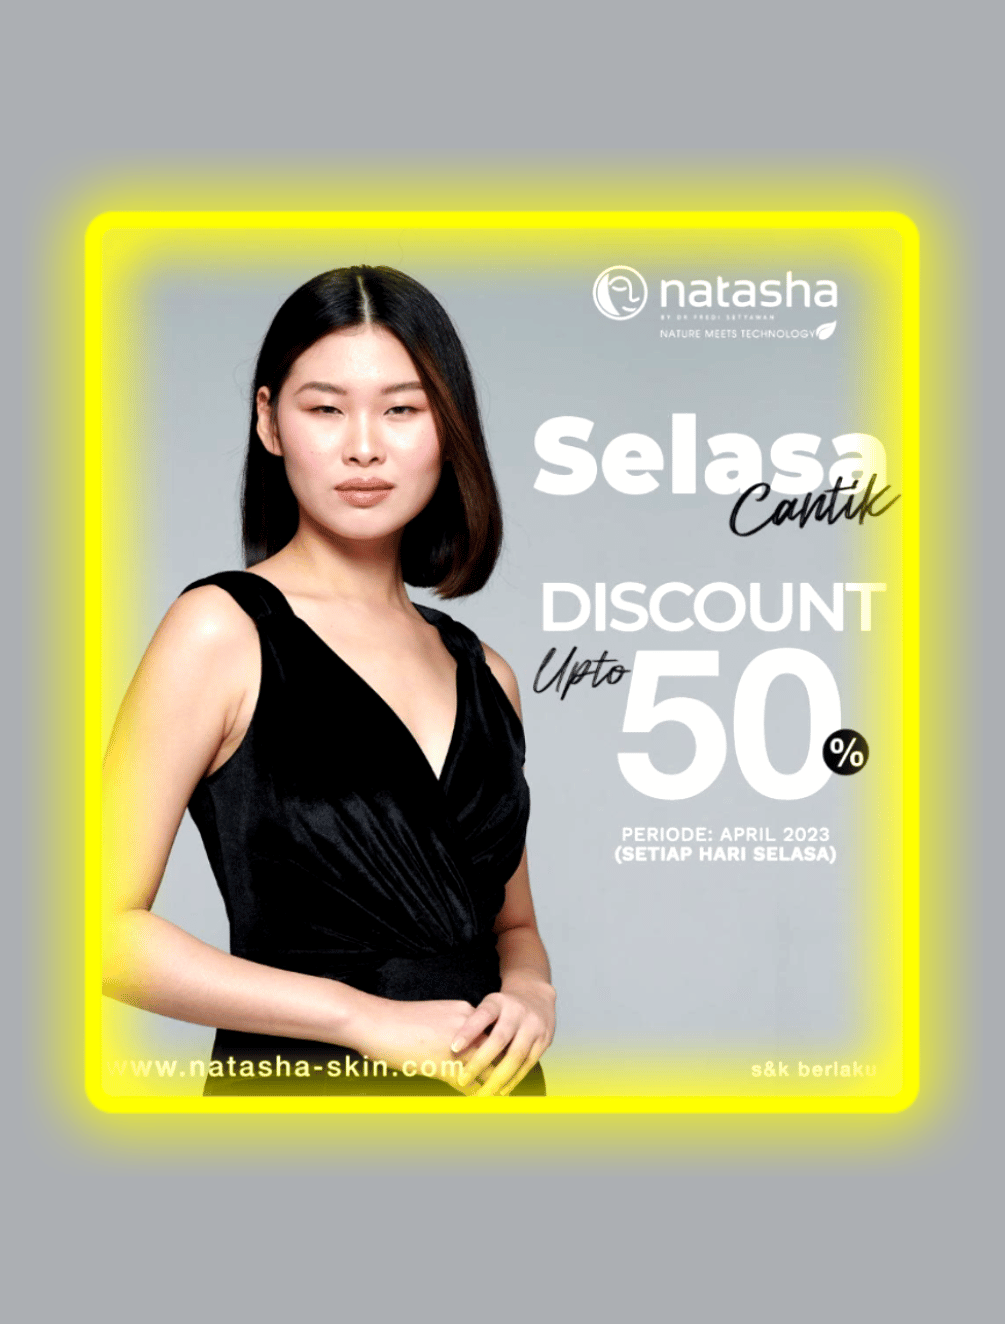 natasha
BY DR FREDI SETYAWAN
NATURE MEETS TECHNOLOGY
Selasa
Cantik
DISCOUNT
Upto
50%
PERIODE: APRIL 2023
(SETIAP HARI SELASA)
www.natasha-skin.com
s&k berlaku